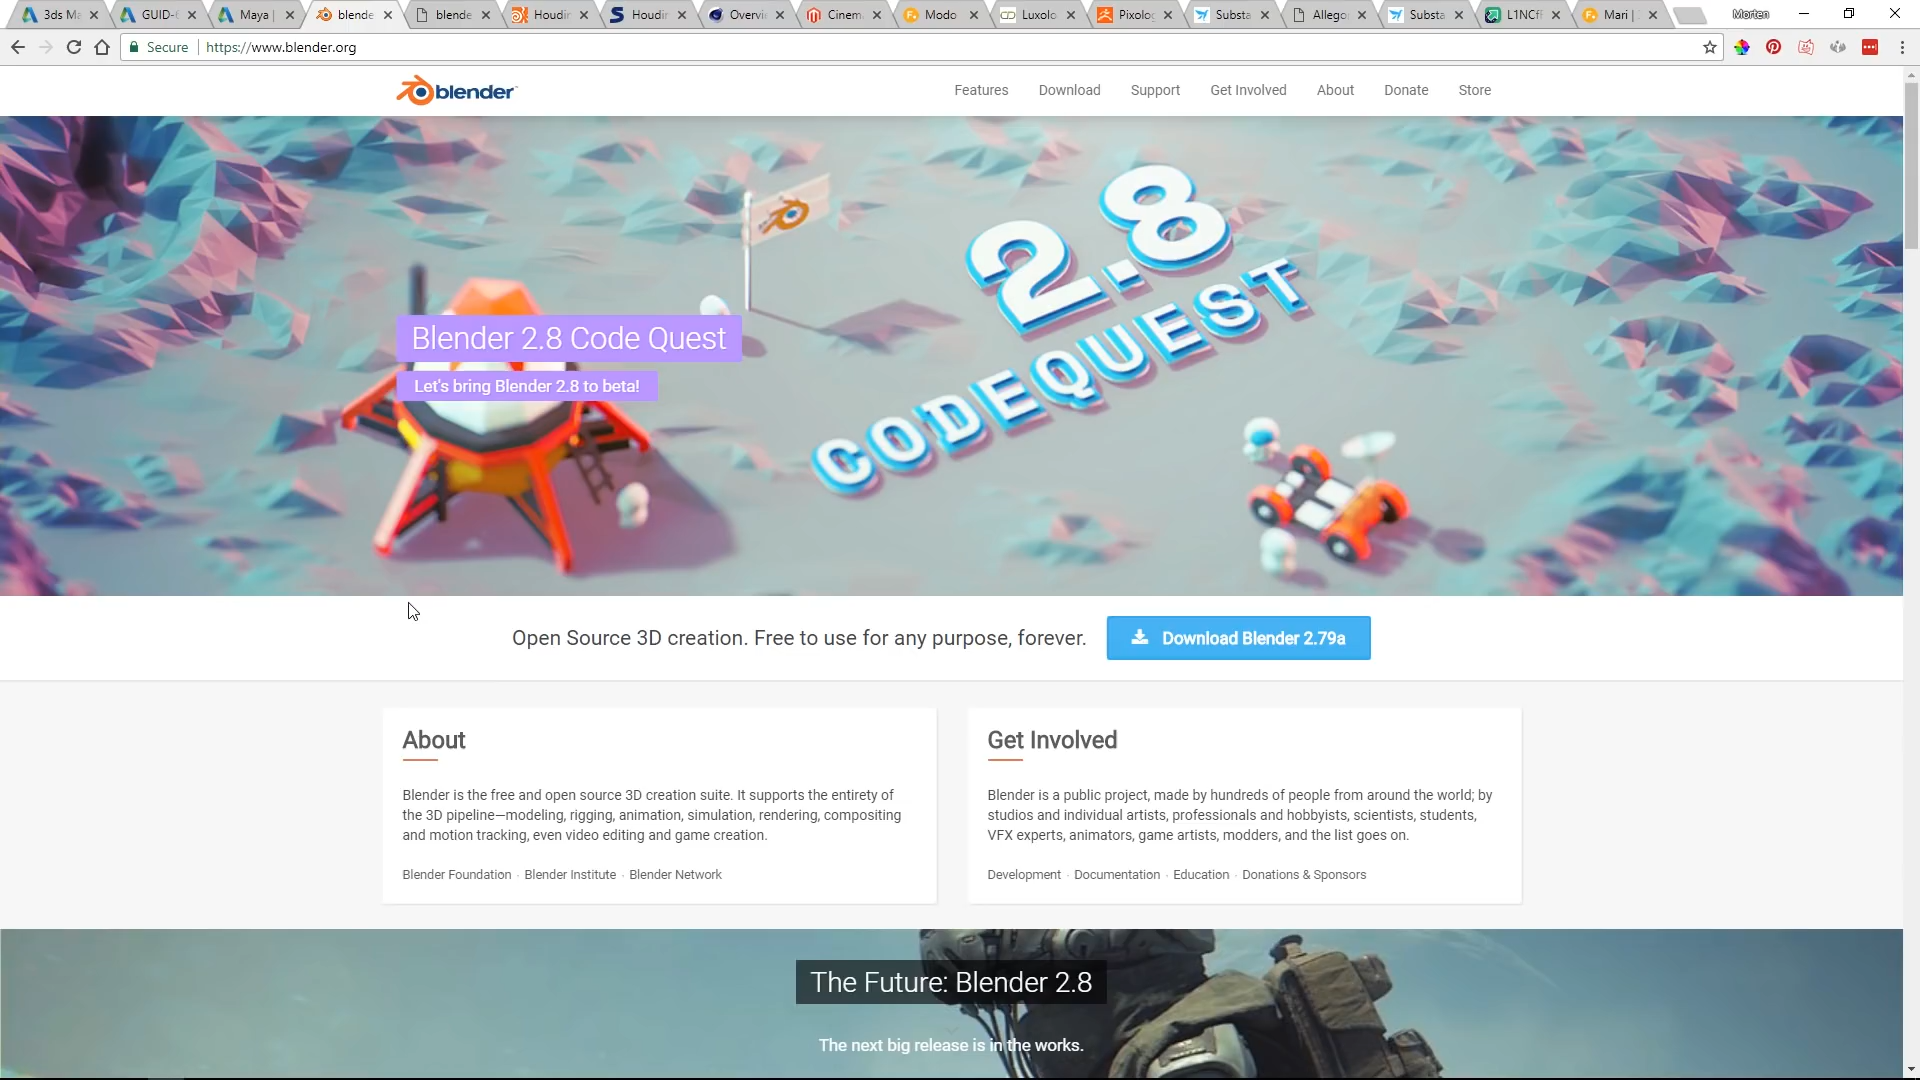 3ds Ma
GUID-
Maya |
blende
blende
Houdin
Houdin
Overvi
Cinem
Modo
Luxolo
Pixolog
Substa
Allego
Substa
L1NCf
Mari |
Morten
Secure
https://www.blender.org
blender
Features
Download
Support
Get Involved
About
Donate
Store
2.8
CODEQUEST
Blender 2.8 Code Quest
Let's bring Blender 2.8 to beta!
Open Source 3D creation. Free to use for any purpose, forever.
Download Blender 2.79a
About
Blender is the free and open source 3D creation suite. It supports the entirety of
the 3D pipeline—modeling, rigging, animation, simulation, rendering, compositing
and motion tracking, even video editing and game creation.
Blender Foundation · Blender Institute · Blender Network
Get Involved
Blender is a public project, made by hundreds of people from around the world; by
studios and individual artists, professionals and hobbyists, scientists, students,
VFX experts, animators, game artists, modders, and the list goes on.
Development · Documentation · Education · Donations & Sponsors
The Future: Blender 2.8
The next big release is in the works.